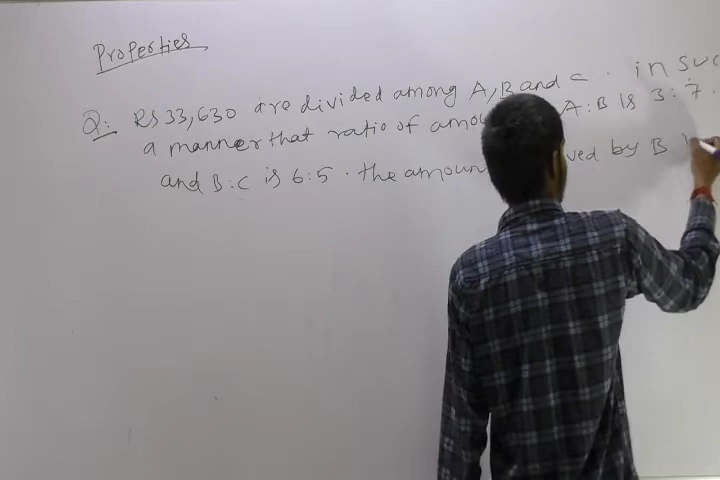 Properties
Q: RS 33,630 are divided among A, B and C. in suc
a manner that ratio of amou A:B is 3:7.
and B:C is 6:5. the amoun ved by B